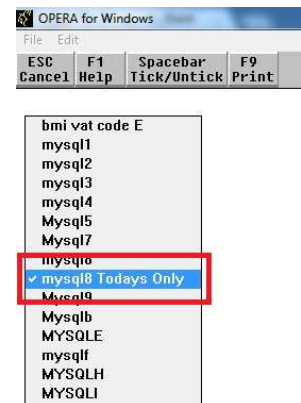 OPERA for Windows
File Edit
ESC F1 Spacebar F9
Cancel Help Tick/Untick Print
bmi vat code E
mysql1
mysql2
mysql3
mysql4
Mysql5
Mysql7
✓ mysql8 Todays Only
Mysql9
Mysqlb
MYSQLE
mysqlf
MYSQLH
MYSQLI